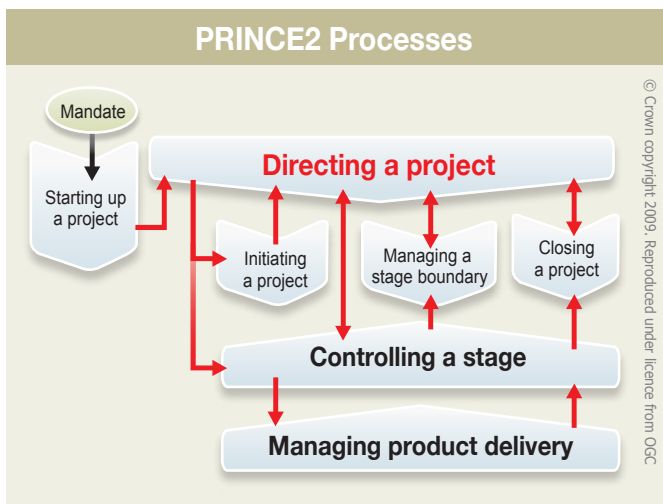 PRINCE2 Processes
Mandate
Starting up
a project
Directing a project
Initiating
a project
Managing a
stage boundary
Closing
a project
Controlling a stage
Managing product delivery
© Crown copyright 2009. Reproduced under licence from OGC